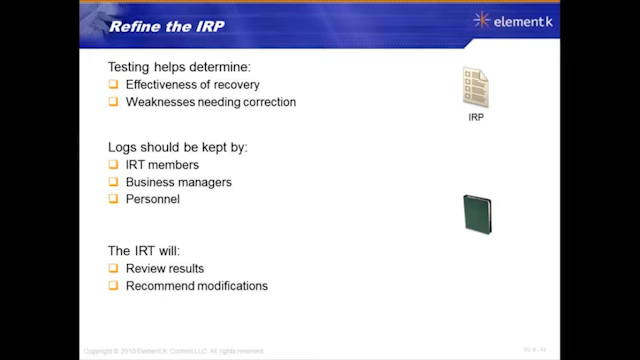 Refine the IRP
elementk
Testing helps determine:
Effectiveness of recovery
Weaknesses needing correction
IRP
Logs should be kept by:
IRT members
Business managers
Personnel
The IRT will:
Review results
Recommend modifications
Copyright © 2010 Element K Content LLC. All rights reserved.